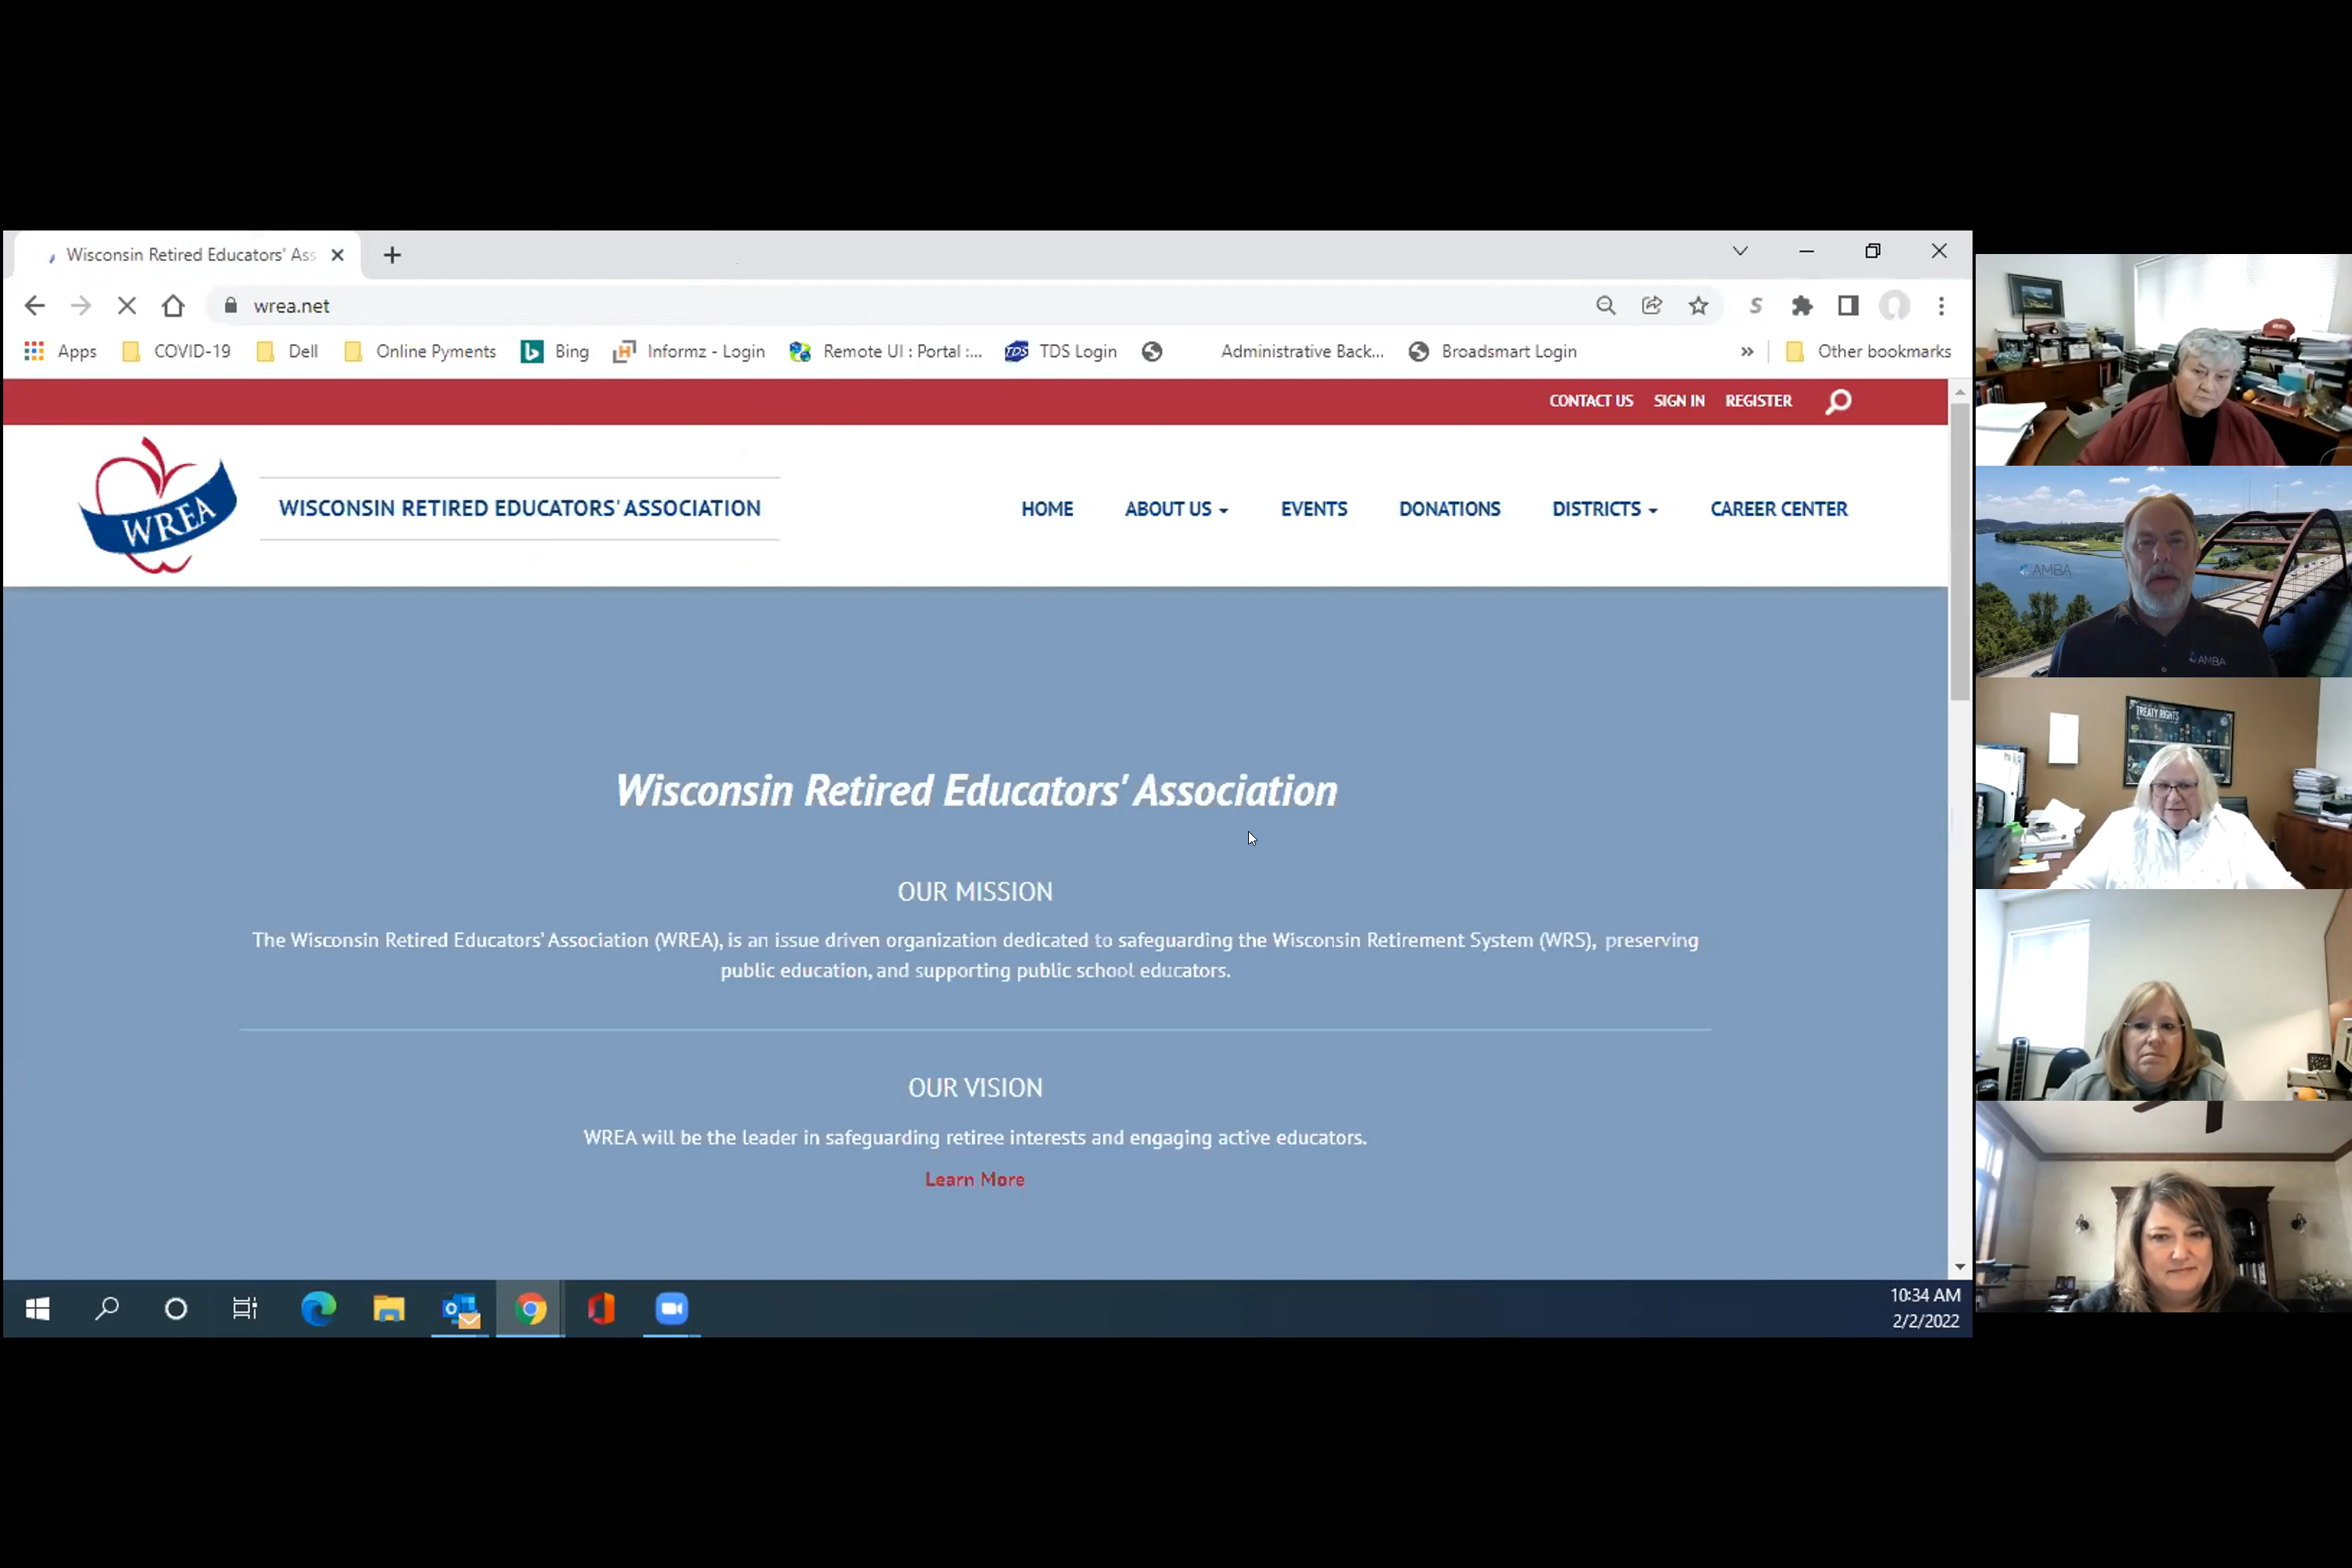 Wisconsin Retired Educators' Ass
wrea.net
Apps COVID-19 Dell Online Pyments Bing Informz - Login Remote UI : Portal :... TDS TDS Login Administrative Back... Broadsmart Login » Other bookmarks
CONTACT US SIGN IN REGISTER
WREA
WISCONSIN RETIRED EDUCATORS' ASSOCIATION
HOME ABOUT US EVENTS DONATIONS DISTRICTS CAREER CENTER
Wisconsin Retired Educators' Association
OUR MISSION
The Wisconsin Retired Educators' Association (WREA), is an issue driven organization dedicated to safeguarding the Wisconsin Retirement System (WRS), preserving
public education, and supporting public school educators.
OUR VISION
WREA will be the leader in safeguarding retiree interests and engaging active educators.
Learn More
10:34 AM
2/2/2022
AMBA
AMBA
TREATY RIGHTS